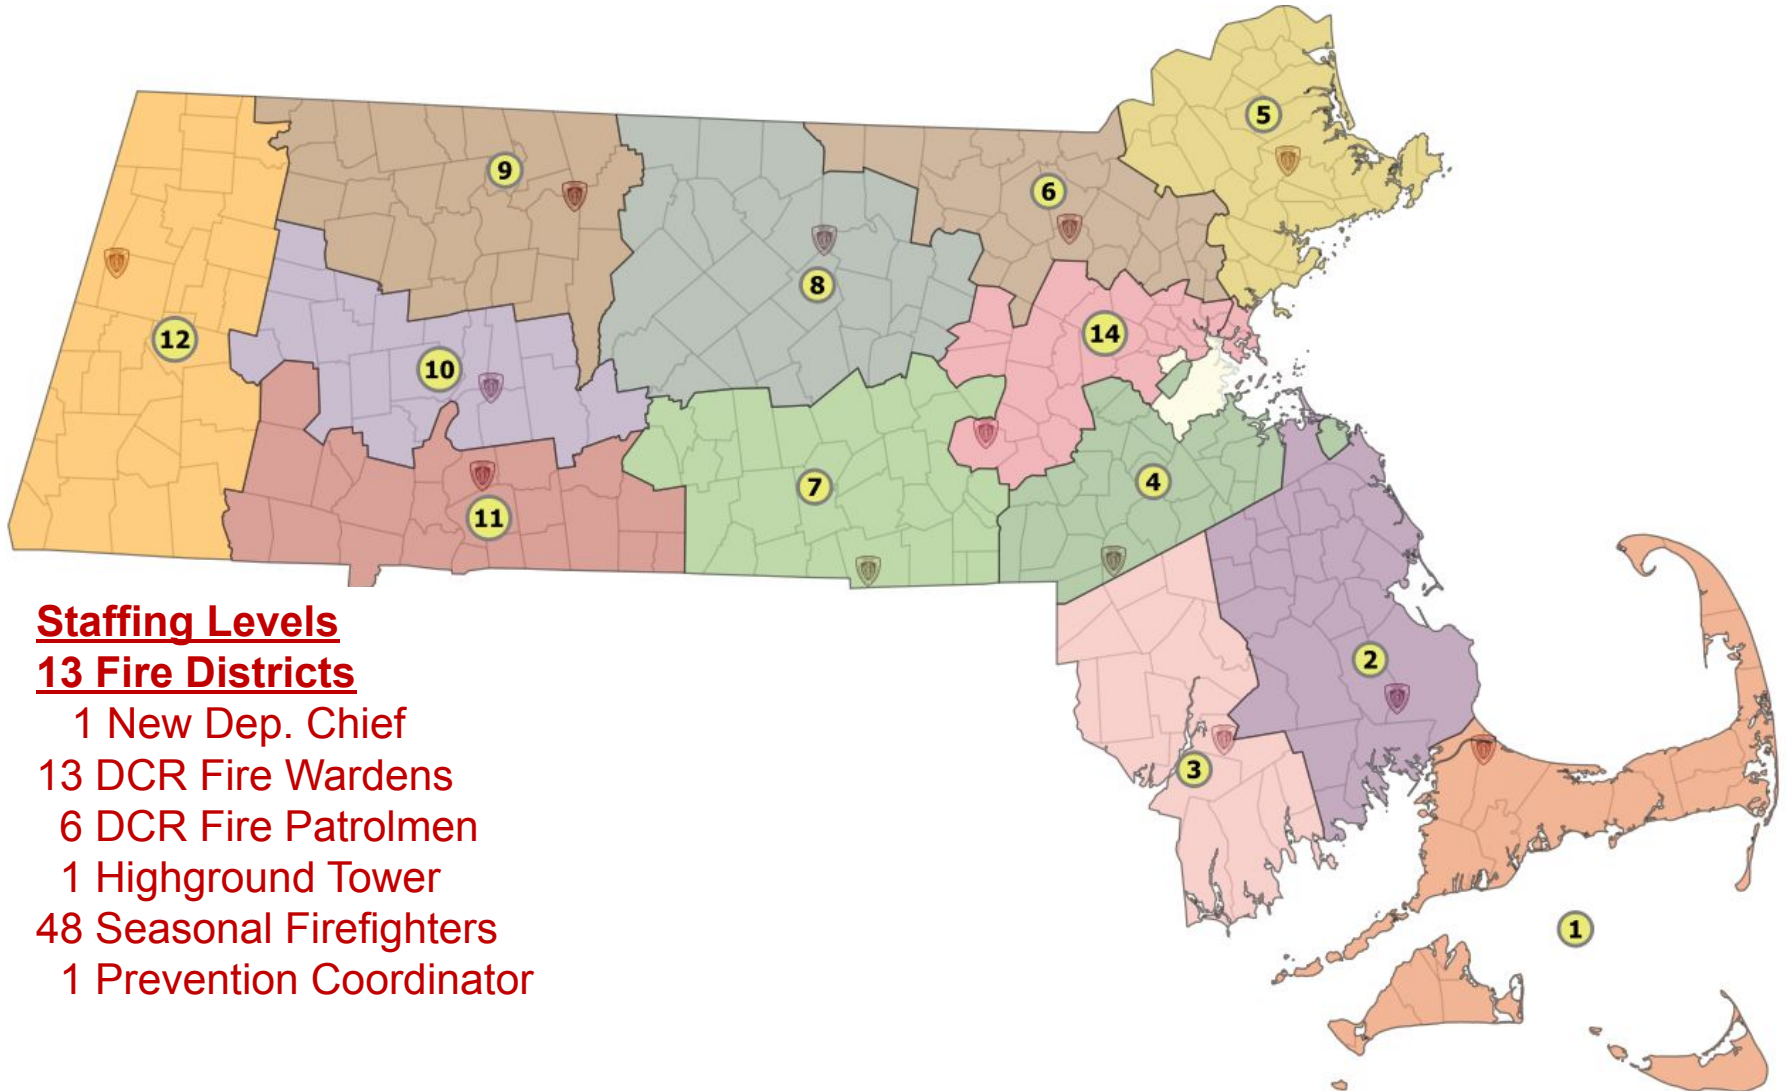 5
9
6
8
14
12
10
4
7
11
2
3
1
Staffing Levels
13 Fire Districts
1 New Dep. Chief
13 DCR Fire Wardens
6 DCR Fire Patrolmen
1 Highground Tower
48 Seasonal Firefighters
1 Prevention Coordinator